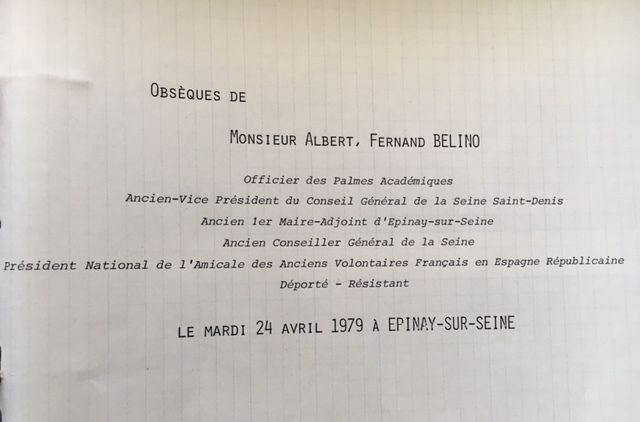 OBSÈQUES DE
MONSIEUR ALBERT, FERNAND BELINO
Officier des Palmes Académiques
Ancien-Vice Président du Conseil Général de la Seine Saint-Denis
Ancien 1er Maire-Adjoint d'Epinay-sur-Seine
Ancien Conseiller Général de la Seine
Président National de l'Amicale des Anciens Volontaires Français en Espagne Républicaine
Déporté - Résistant
LE MARDI 24 AVRIL 1979 À EPINAY-SUR-SEINE